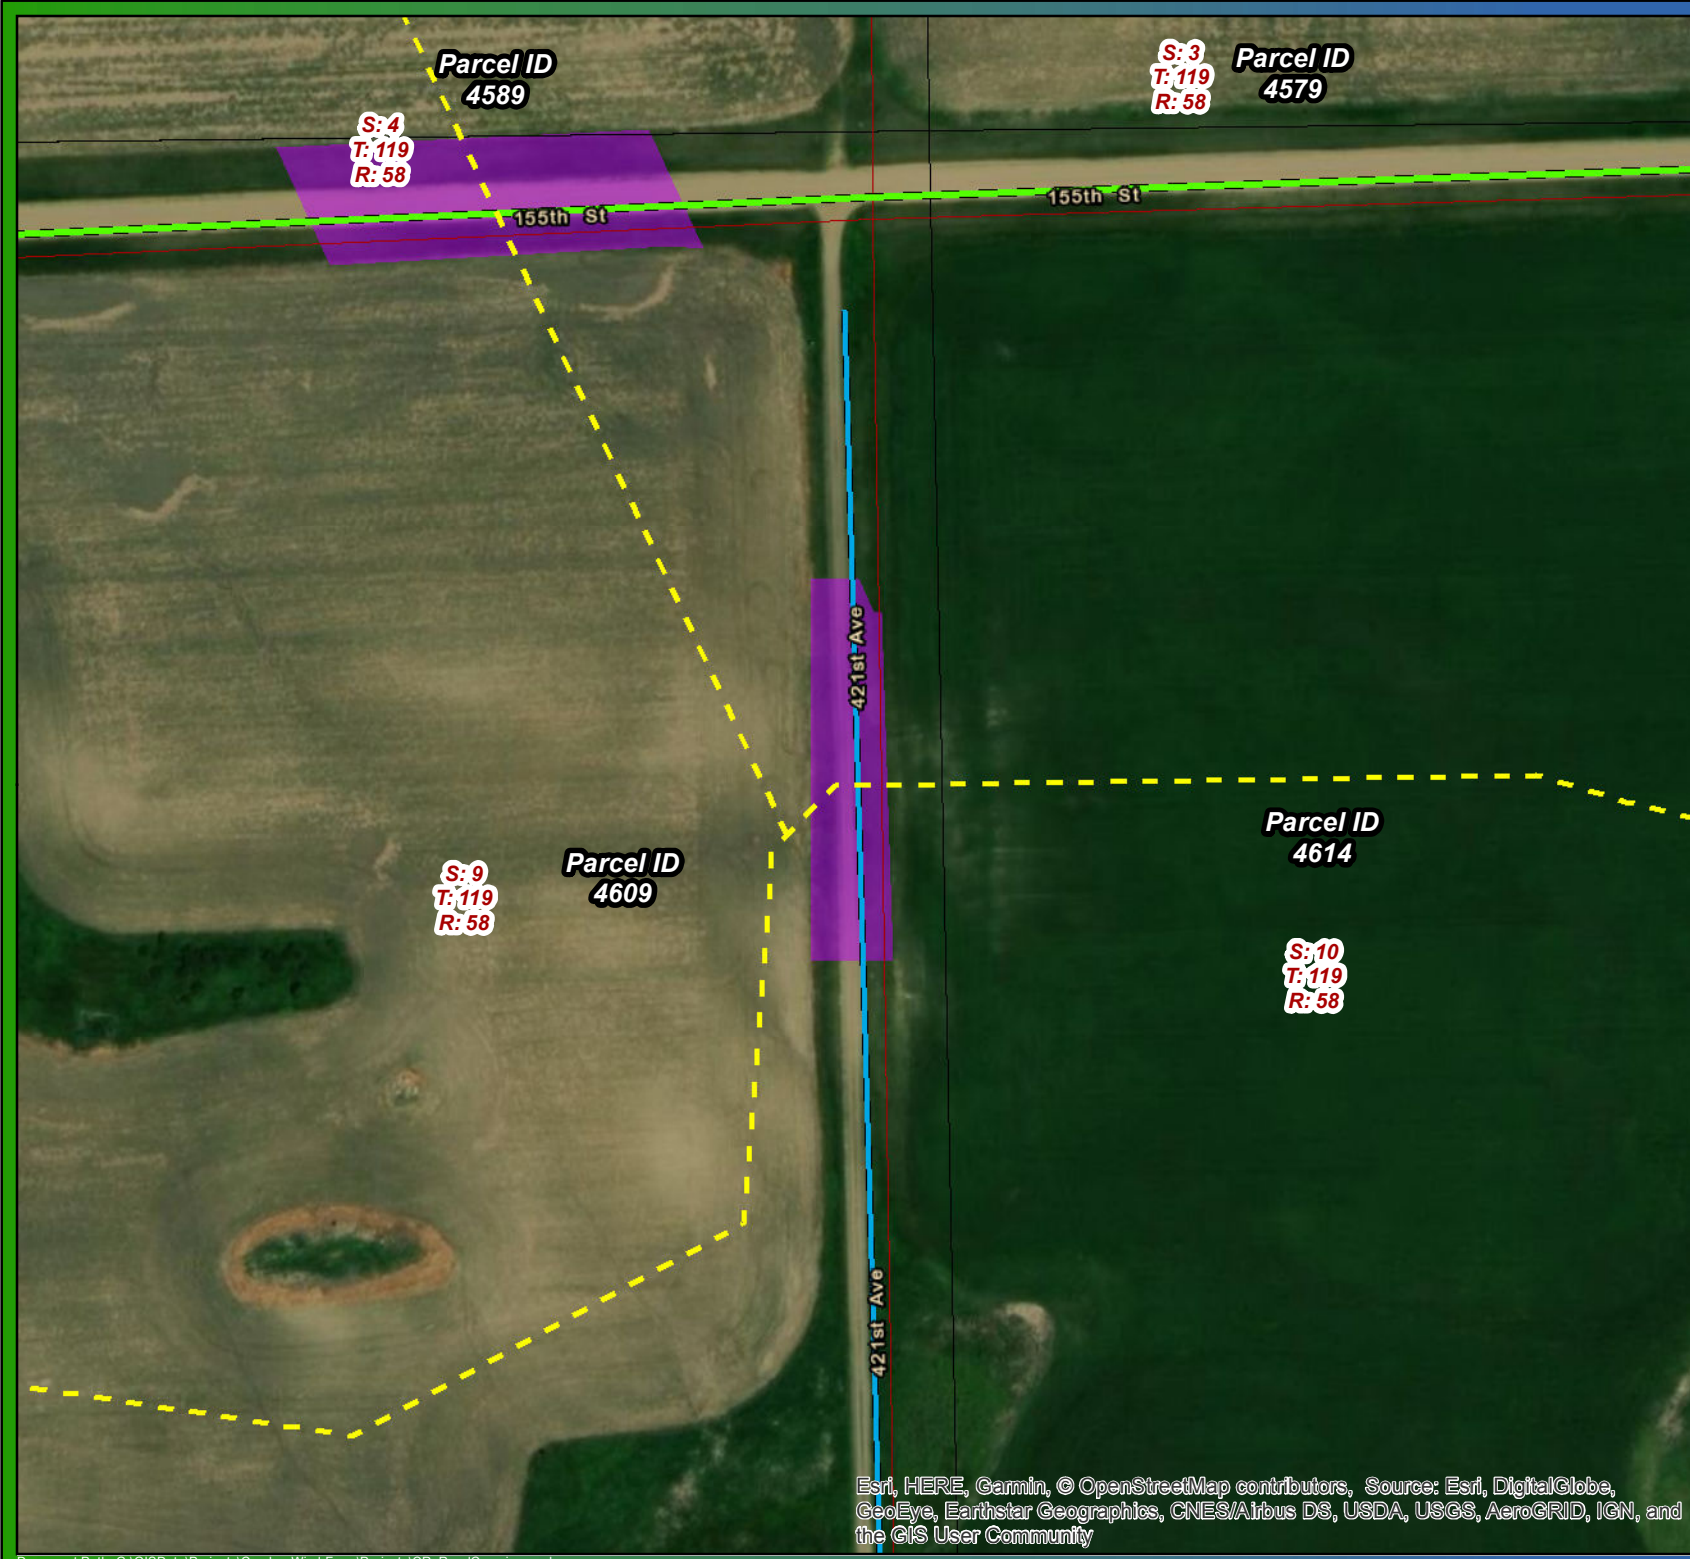 Parcel ID
4589
S: 3
T: 119
R: 58
Parcel ID
4579
S: 4
T: 119
R: 58
155th St
155th St
421st Ave
Parcel ID
4614
Parcel ID
4609
S: 9
T: 119
R: 58
S: 10
T: 119
R: 58
421st Ave
Esri, HERE, Garmin, © OpenStreetMap contributors, Source: Esri, DigitalGlobe,
GeoEye, Earthstar Geographics, CNES/Airbus DS, USDA, USGS, AeroGRID, IGN, and
the GIS User Community